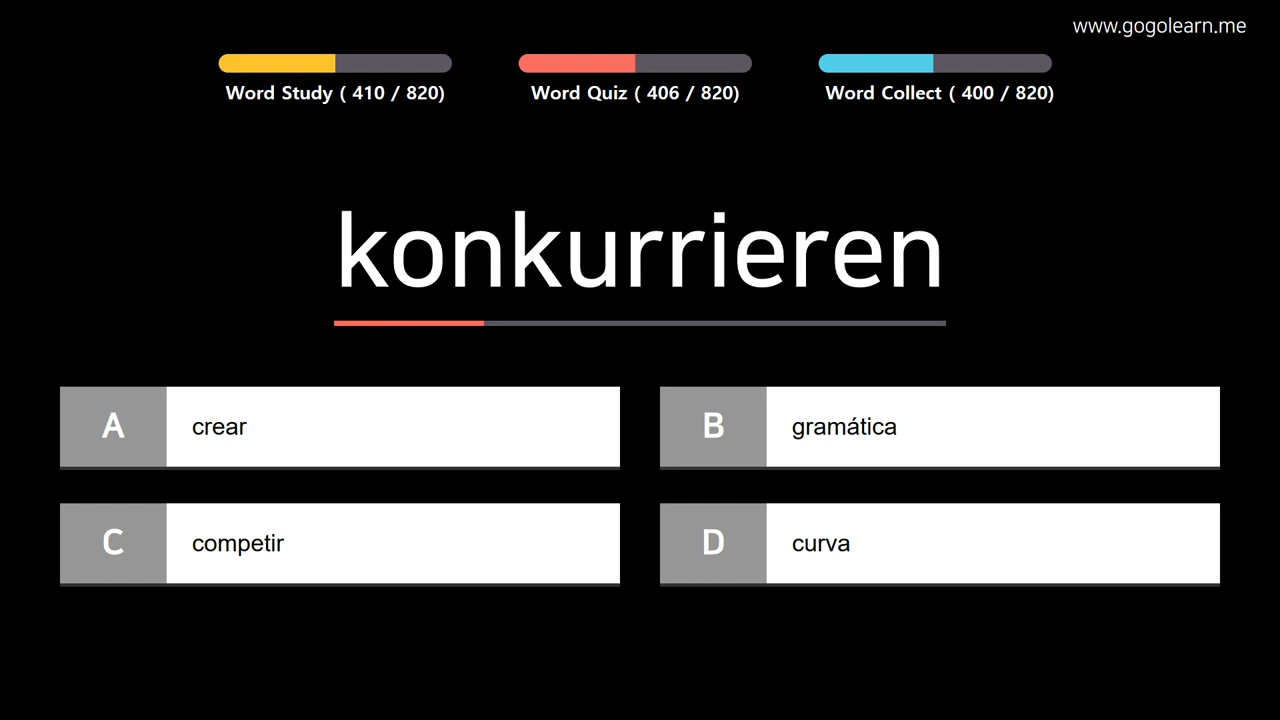 www.gogolearn.me
Word Study ( 410 / 820)
Word Quiz ( 406 / 820)
Word Collect ( 400 / 820)
konkurrieren
A crear
B gramática
C competir
D curva